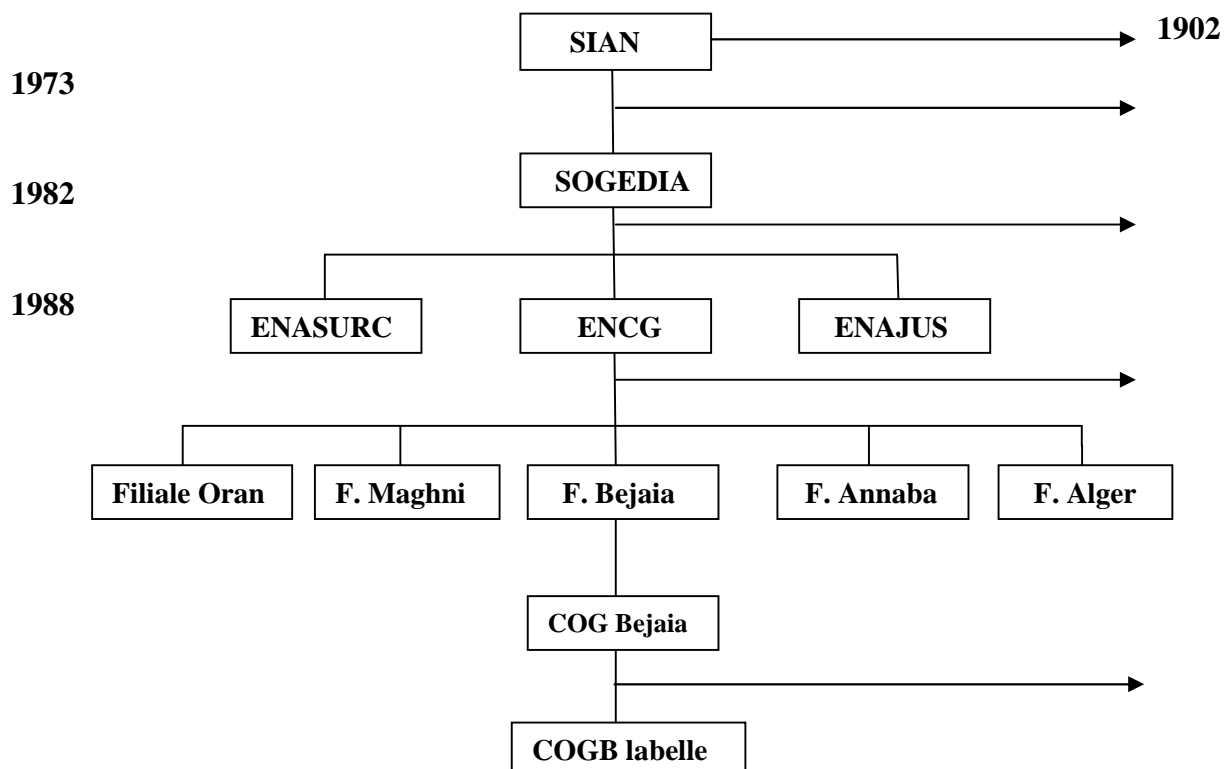 SIAN
1902
1973
SOGEDIA
1982
1988
ENASURC
ENCG
ENAJUS
Filiale Oran
F. Maghni
F. Bejaia
F. Annaba
F. Alger
COG Bejaia
COGB labelle